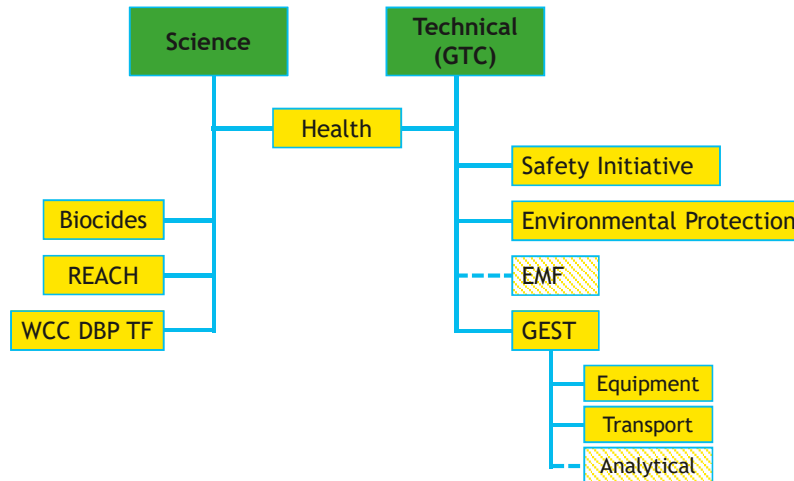 Science
Technical
(GTC)
Health
Safety Initiative
Biocides
Environmental Protection
REACH
EMF
WCC DBP TF
GEST
Equipment
Transport
Analytical